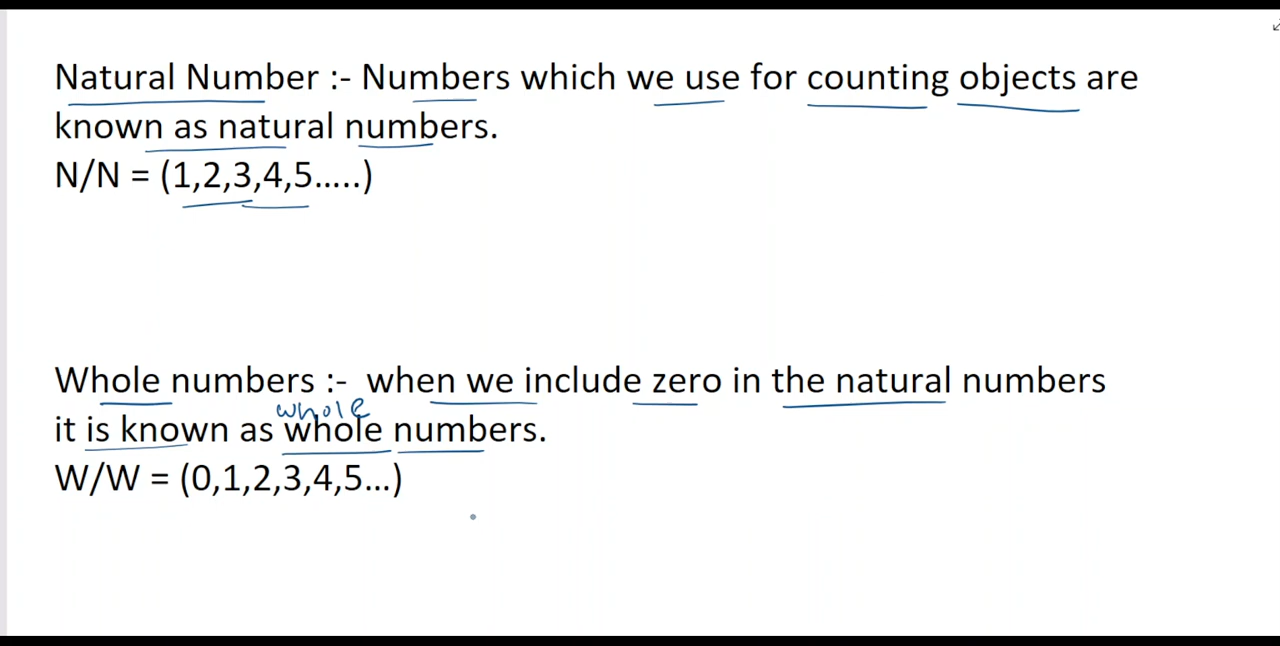 Natural Number :- Numbers which we use for counting objects are
known as natural numbers.
N/N = (1,2,3,4,5.....)
Whole numbers :- when we include zero in the natural numbers
whole
it is known as whole numbers.
W/W = (0,1,2,3,4,5...)